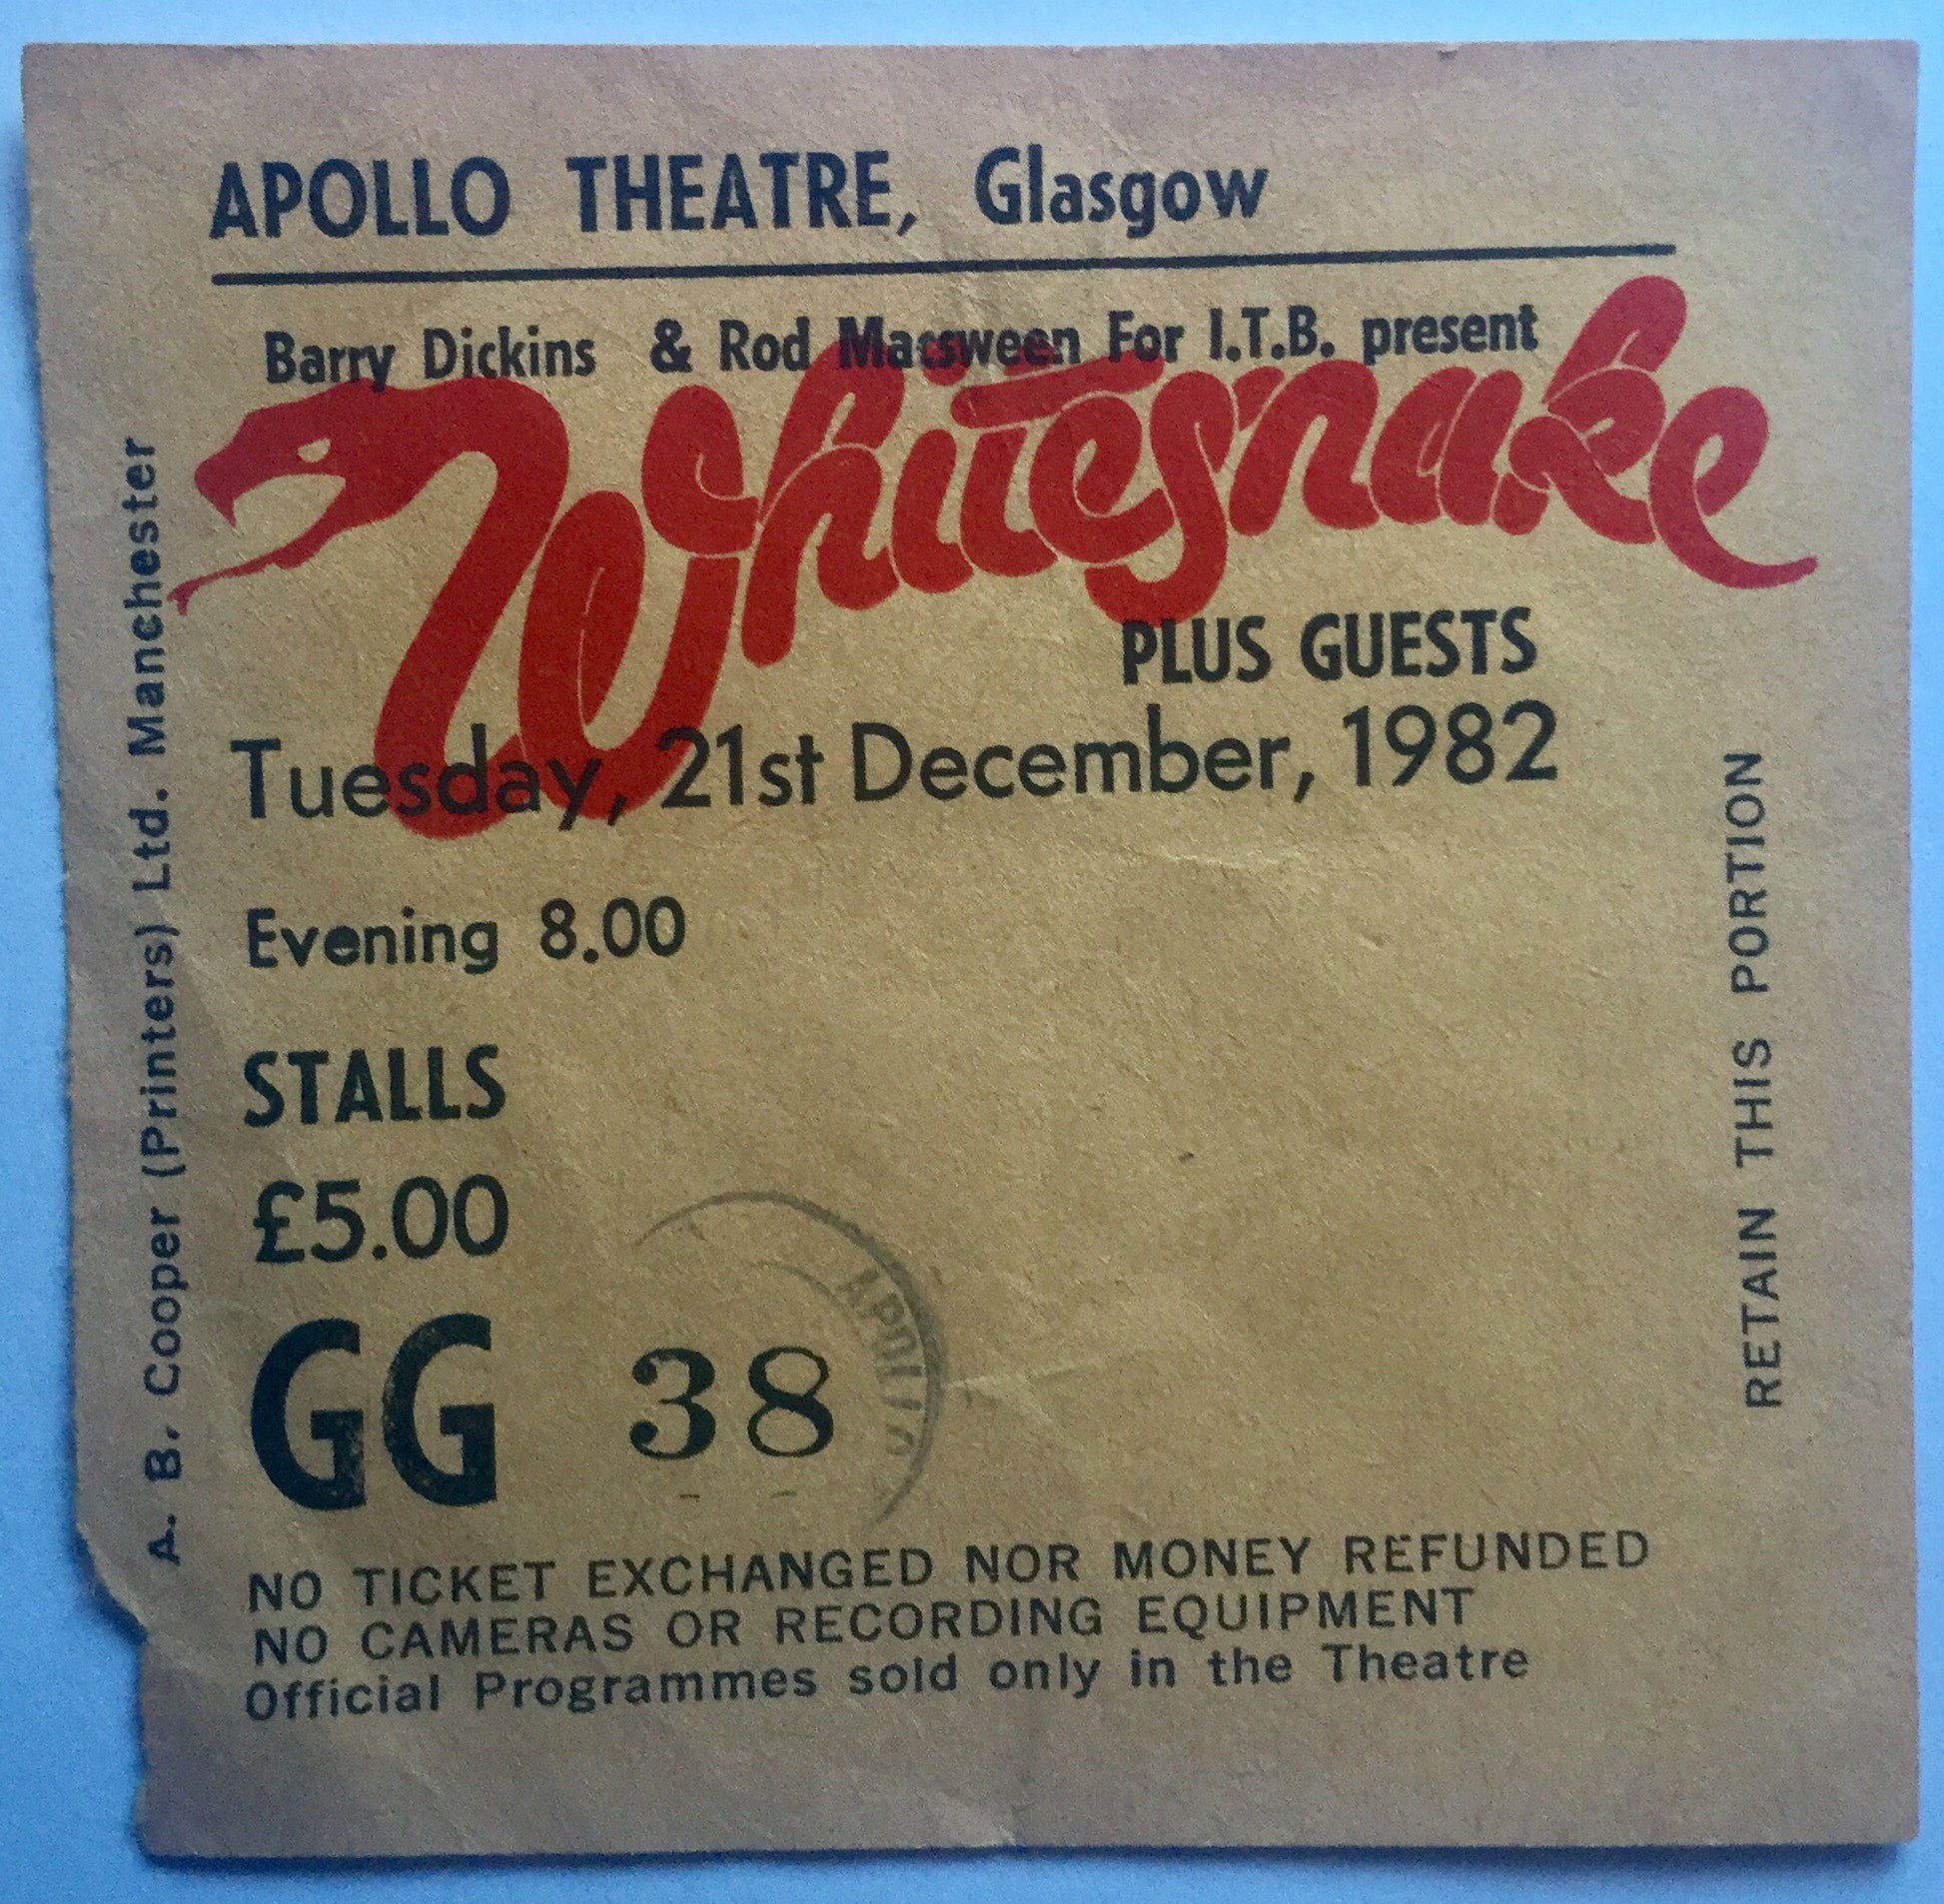 APOLLO THEATRE, Glasgow
Barry Dickins & Rod Macsween For I.T.B. present
Whitesnake
PLUS GUESTS
Tuesday, 21st December, 1982
Evening 8.00
STALLS
£5.00
GG 38
NO TICKET EXCHANGED NOR MONEY REFUNDED
NO CAMERAS OR RECORDING EQUIPMENT
Official Programmes sold only in the Theatre
A. B. Cooper (Printers) Ltd. Manchester
RETAIN THIS PORTION